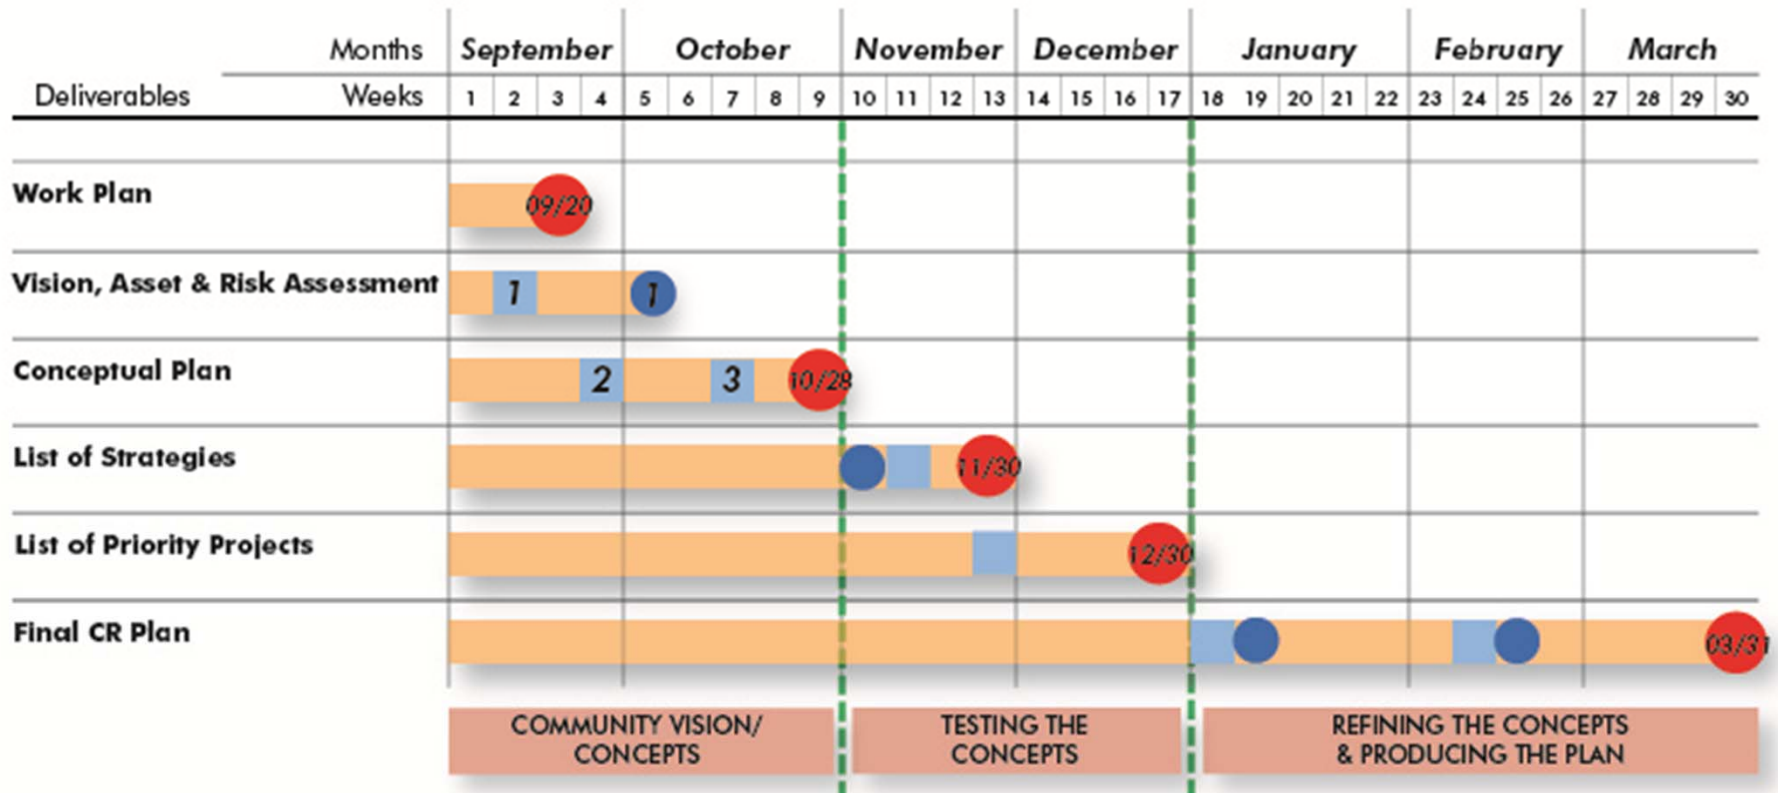 Months September October November December January February March
Deliverables Weeks 1 2 3 4 5 6 7 8 9 10 11 12 13 14 15 16 17 18 19 20 21 22 23 24 25 26 27 28 29 30
Work Plan 09/20
Vision, Asset & Risk Assessment 1 1
Conceptual Plan 2 3 10/28
List of Strategies 11/30
List of Priority Projects 12/30
Final CR Plan 03/31
COMMUNITY VISION/
CONCEPTS
TESTING THE
CONCEPTS
REFINING THE CONCEPTS
& PRODUCING THE PLAN